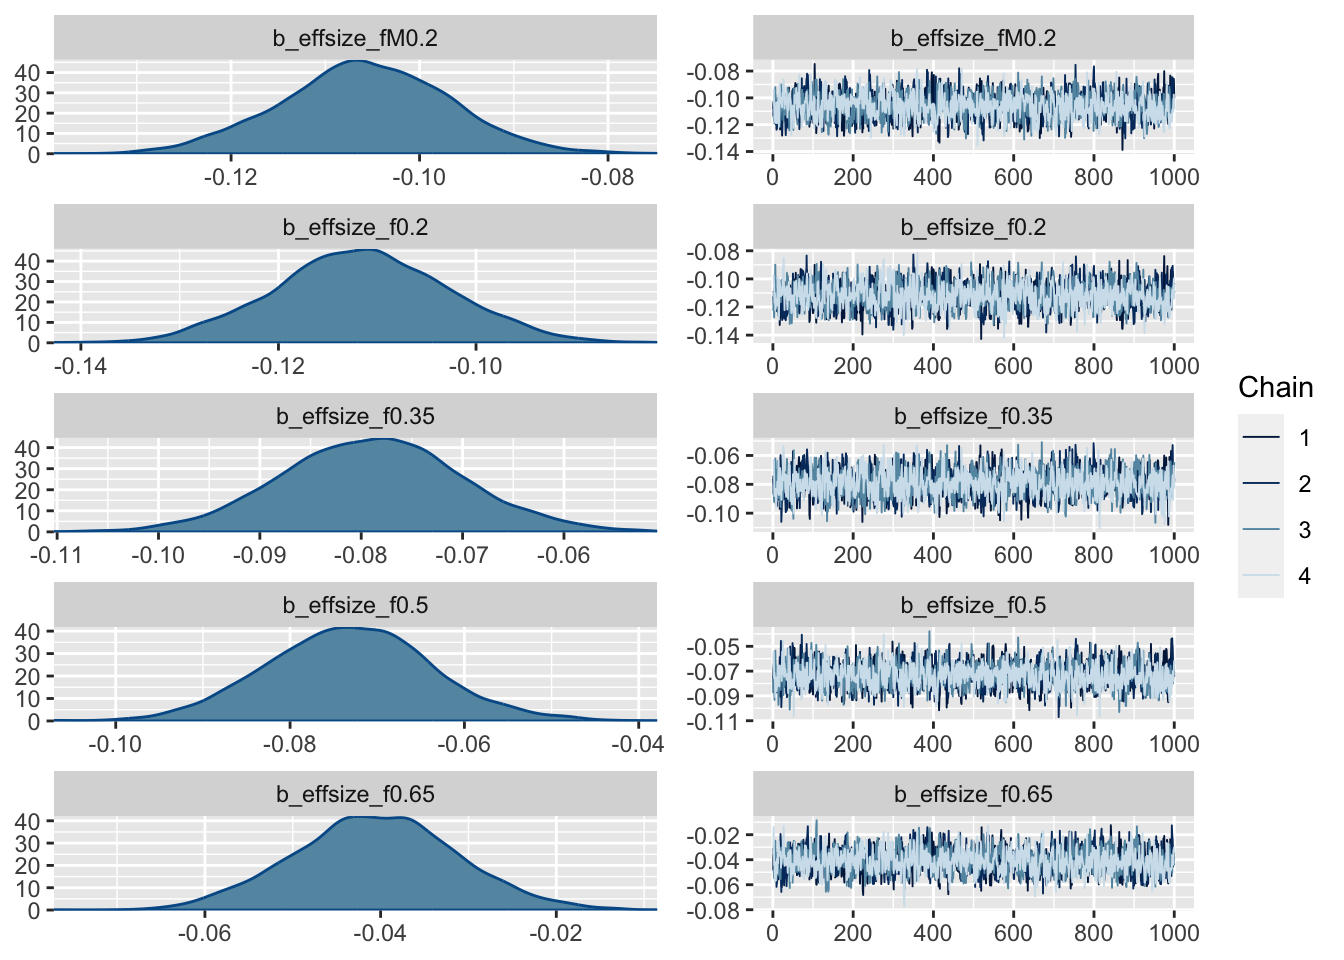 b_effsize_fM0.2
40
30
20
10
0
-0.12 -0.10 -0.08
b_effsize_fM0.2
-0.08
-0.10
-0.12
-0.14
0 200 400 600 800 1000
b_effsize_f0.2
40
30
20
10
0
-0.14 -0.12 -0.10
b_effsize_f0.2
-0.08
-0.10
-0.12
-0.14
0 200 400 600 800 1000
b_effsize_f0.35
40
30
20
10
0
-0.11 -0.10 -0.09 -0.08 -0.07 -0.06
b_effsize_f0.35
-0.06
-0.08
-0.10
0 200 400 600 800 1000
b_effsize_f0.5
40
30
20
10
0
-0.10 -0.08 -0.06 -0.04
b_effsize_f0.5
-0.05
-0.07
-0.09
-0.11
0 200 400 600 800 1000
b_effsize_f0.65
40
30
20
10
0
-0.06 -0.04 -0.02
b_effsize_f0.65
-0.02
-0.04
-0.06
-0.08
0 200 400 600 800 1000
Chain
1
2
3
4